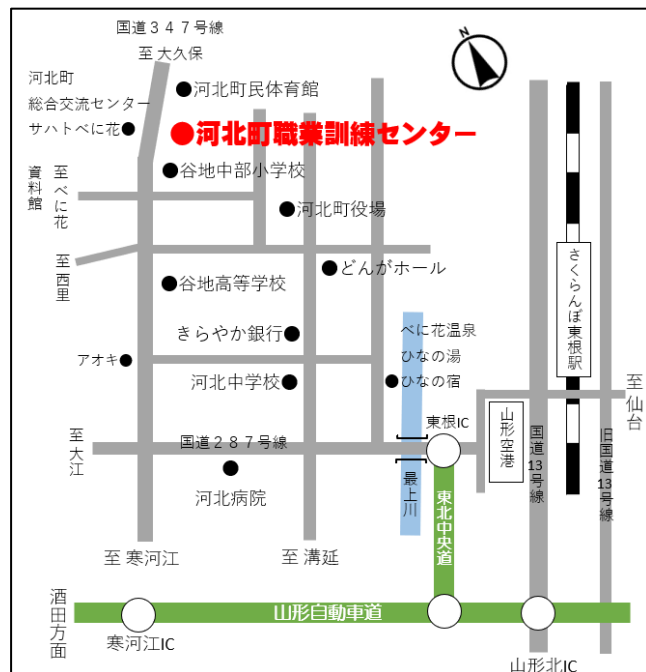 国道３４７号線
至 大久保
河北町
総合交流センター
サハトべに花
河北町民体育館
河北町職業訓練センター
谷地中部小学校
至 べに花
資料館
河北町役場
至 西里
どんがホール
谷地高等学校
さくらんぼ東根駅
きらやか銀行
べに花温泉
ひなの湯
ひなの宿
アオキ
河北中学校
至 仙台
東根IC
山形空港
国道13号線
旧国道13号線
至 大江
国道２８７号線
河北病院
最上川
東北中央道
至 寒河江
至 溝延
酒田方面
山形自動車道
寒河江IC
山形北IC